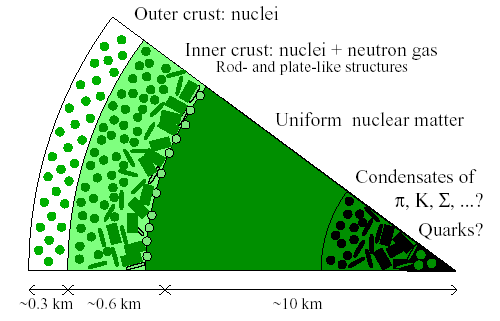 Outer crust: nuclei
Inner crust: nuclei + neutron gas
Rod- and plate-like structures
Uniform nuclear matter
Condensates of
π, K, Σ, ...?
Quarks?
~0.3 km ~0.6 km ~10 km